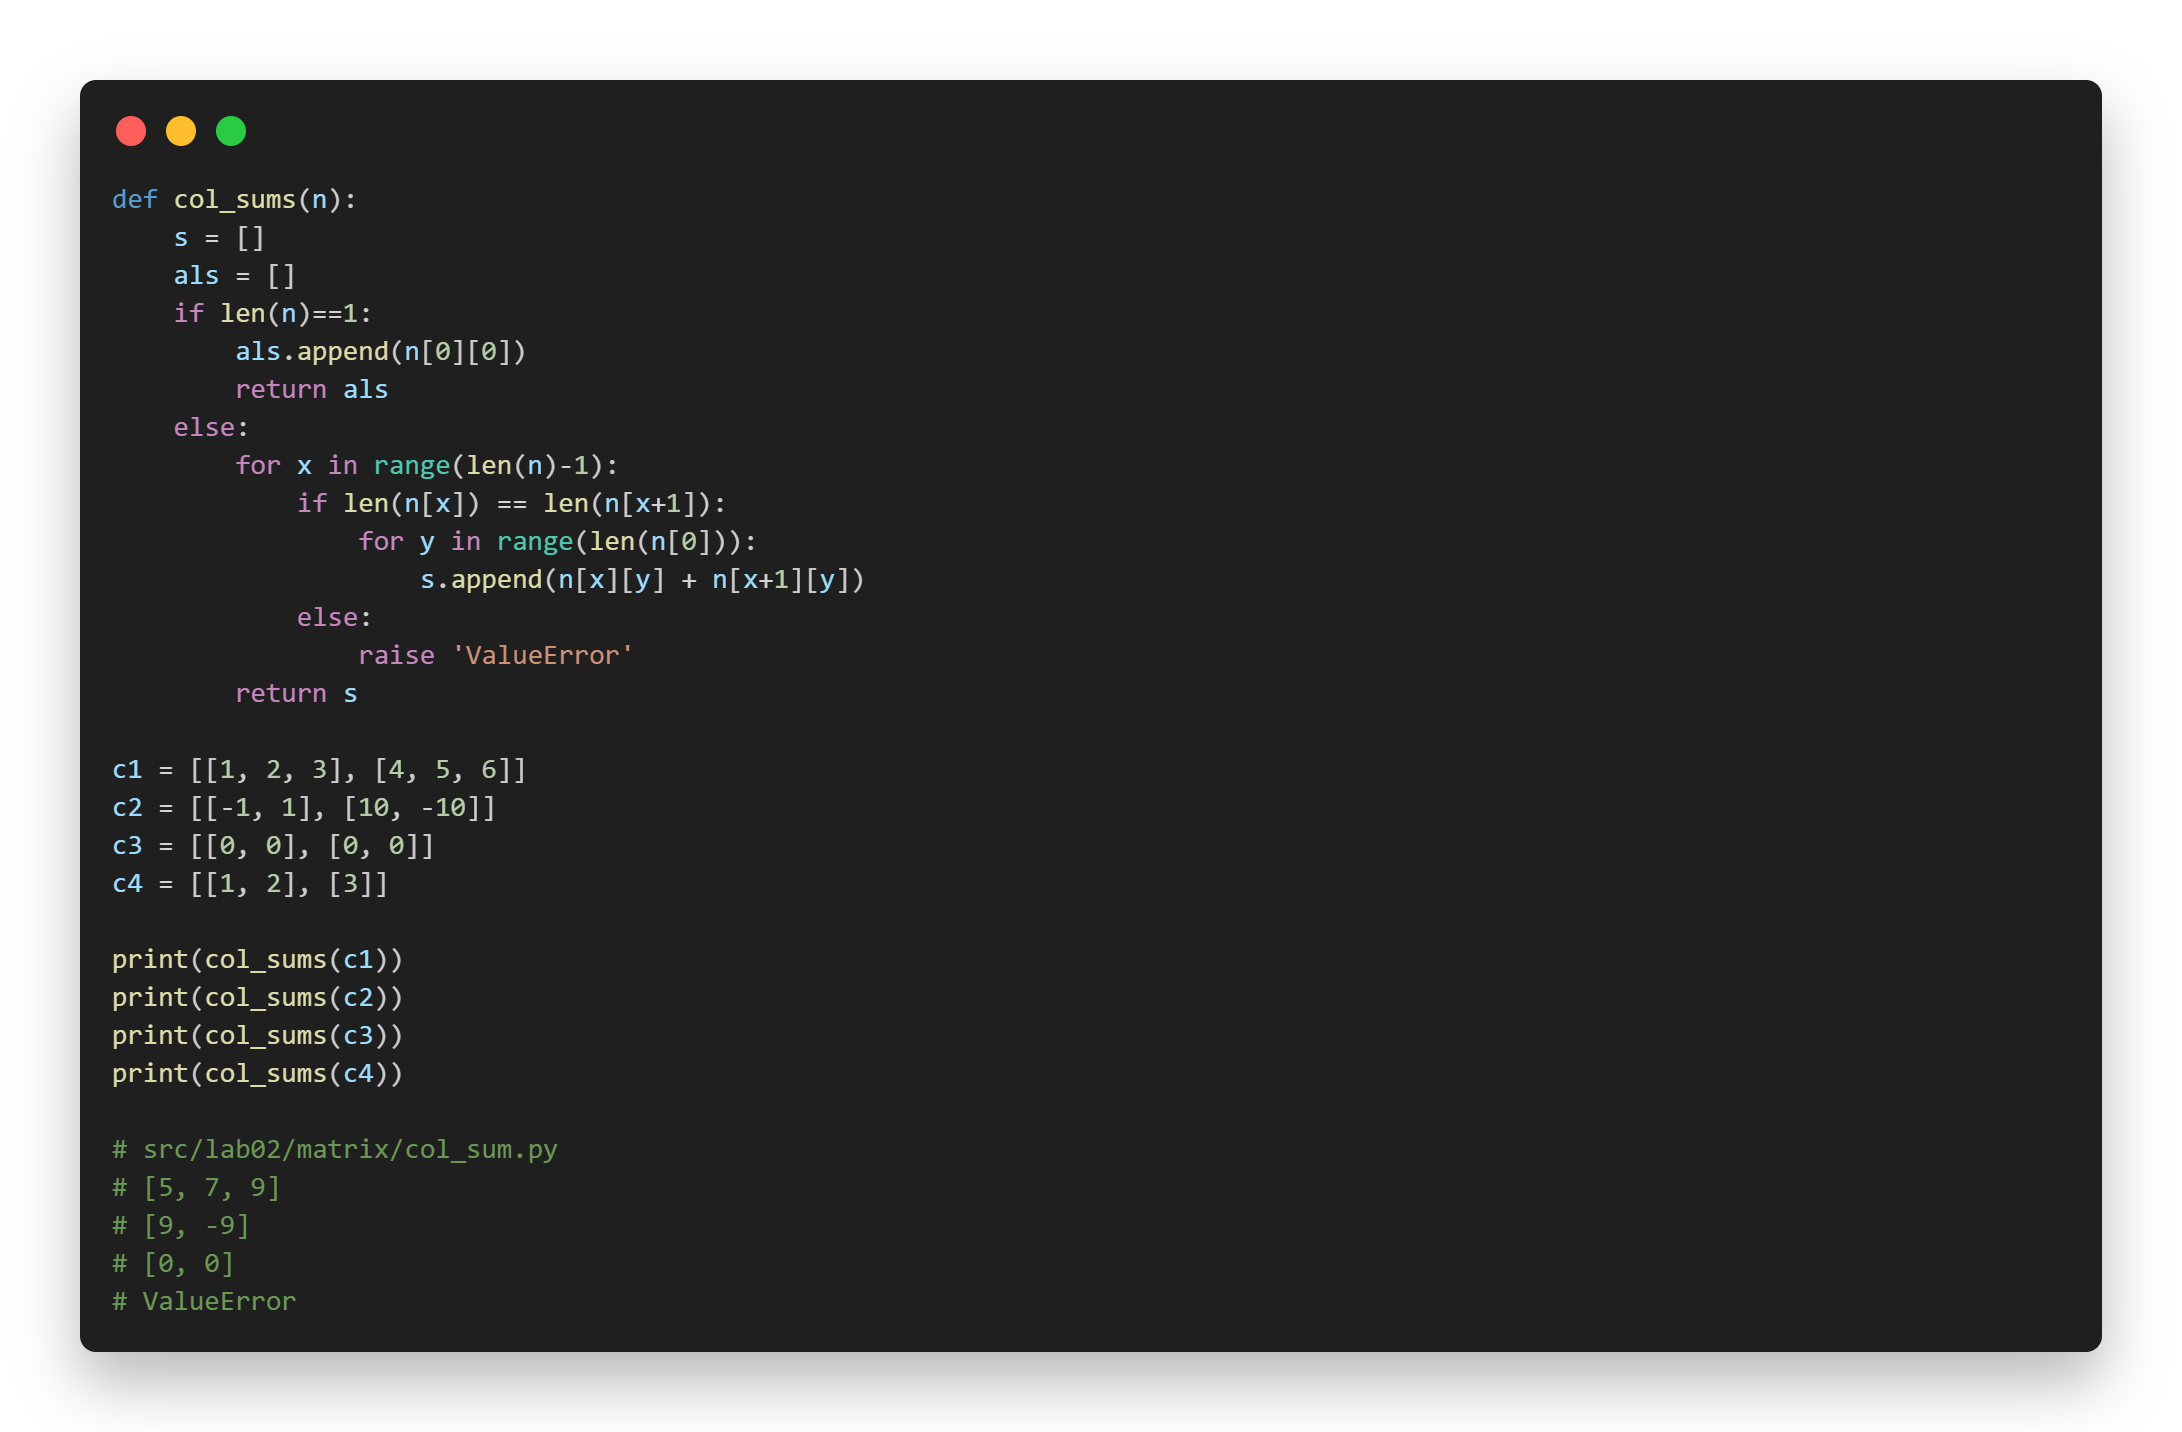 def col_sums(n):
    s = []
    als = []
    if len(n)==1:
        als.append(n[0][0])
        return als
    else:
        for x in range(len(n)-1):
            if len(n[x]) == len(n[x+1]):
                for y in range(len(n[0])):
                    s.append(n[x][y] + n[x+1][y])
            else:
                raise 'ValueError'
        return s

c1 = [[1, 2, 3], [4, 5, 6]]
c2 = [[-1, 1], [10, -10]]
c3 = [[0, 0], [0, 0]]
c4 = [[1, 2], [3]]

print(col_sums(c1))
print(col_sums(c2))
print(col_sums(c3))
print(col_sums(c4))

# src/lab02/matrix/col_sum.py
# [5, 7, 9]
# [9, -9]
# [0, 0]
# ValueError